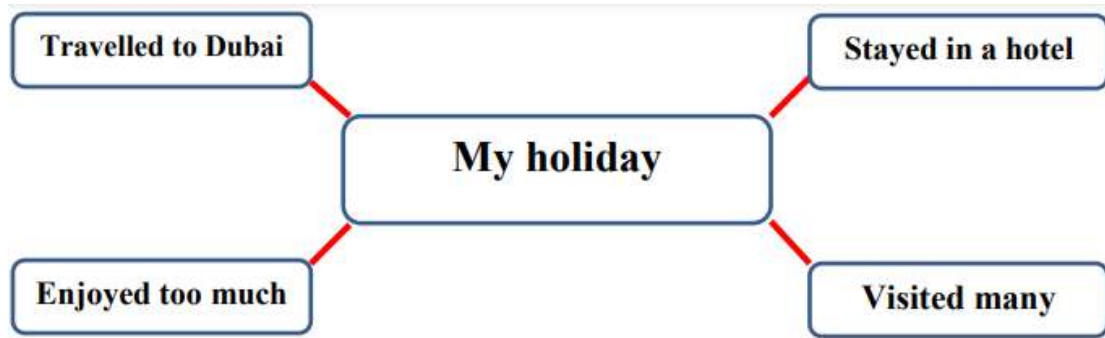 Travelled to Dubai
Stayed in a hotel
My holiday
Enjoyed too much
Visited many